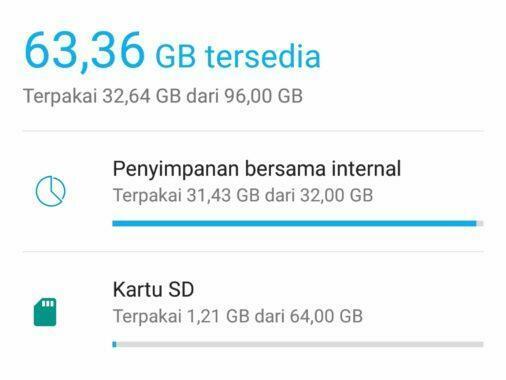 63,36 GB tersedia
Terpakai 32,64 GB dari 96,00 GB
Penyimpanan bersama internal
Terpakai 31,43 GB dari 32,00 GB
Kartu SD
Terpakai 1,21 GB dari 64,00 GB